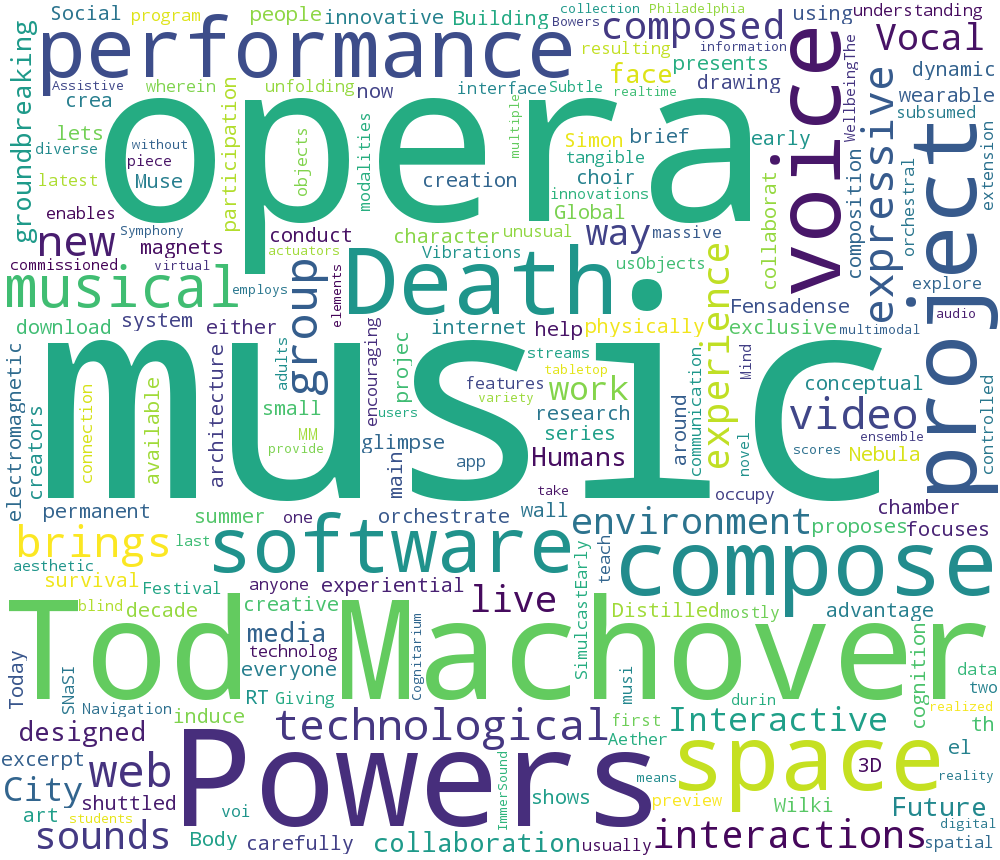 Social
program
people
innovative
Building
collection
Philadelphia
Bowers
composed
using
understanding
groundbreaking
performance
resulting
information
Vocal
Assistive
wherein
unfolding
now
interface
Subtle
face
presents
drawing
realtime
dynamic
crea
opera
voice
expressive
WellbeingThe
wearable
subsumed
lets
diverse
without
participation
objects
modalities
multiple
Simon
brief
early
project
extension
piece
tangible
latest
Muse
creation
choir
innovations
collaborat
composition
orchestral
enables
Global
Symphony
conduct
character
unusual
way
massive
new
magnets
actuators
Vibrations
commissioned
virtual
group
elements
Death.
usObjects
experience
explore
controlled
musical
employs
Fensadense
audio
download
system
either
internet
help
physically
exclusive
multimodal
electromagnetic
music
architecture
adults
encouraging
projec
streams
tabletop
communication
novel
Mind
creators
connection
available
small
features
work
variety
conceptual
users
research
around
video
MM
glimpse
series
ensemble
provide
main
app
Humans
scores
Nebula
take
occupy
permanent
summer
one
orchestrate
wall
environment
chamber
proposes
focuses
brings
last
software
teach
compose
aesthetic
survival
Festival
anyone
experiential
SimulcastEarly
blind
decade
creative
live
Distilled
mostly
advantage
Tod Machover
Today
SNaSI
media
technolog
everyone
Cognitarium
musi
cognition
data
two
RT
Giving
durin
realized
Navigation
induce
first
Interactive
th
designed
Powers
technological
Aether
space
el
excerpt
web
ImmerSound
means
3D
reality
City
shuttled
shows
preview
Wilki
Future
art
voi
students
digital
sounds
Body
carefully
collaboration
usually
interactions
spatial